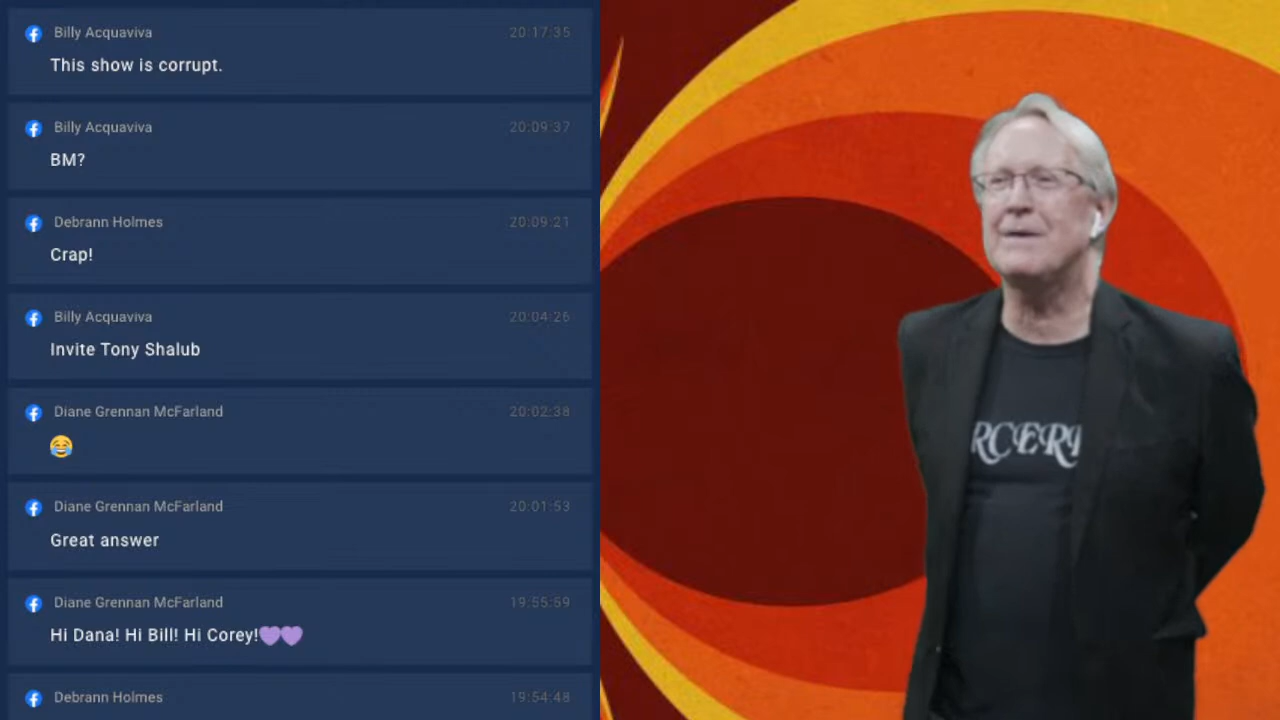 Billy Acquaviva 20:17:35
This show is corrupt.
Billy Acquaviva 20:09:37
BM?
Debrann Holmes 20:09:21
Crap!
Billy Acquaviva 20:04:26
Invite Tony Shalub
Diane Grennan McFarland 20:02:38
😂
Diane Grennan McFarland 20:01:53
Great answer
Diane Grennan McFarland 19:55:59
Hi Dana! Hi Bill! Hi Corey!💜💜
Debrann Holmes 19:54:48
RCERE